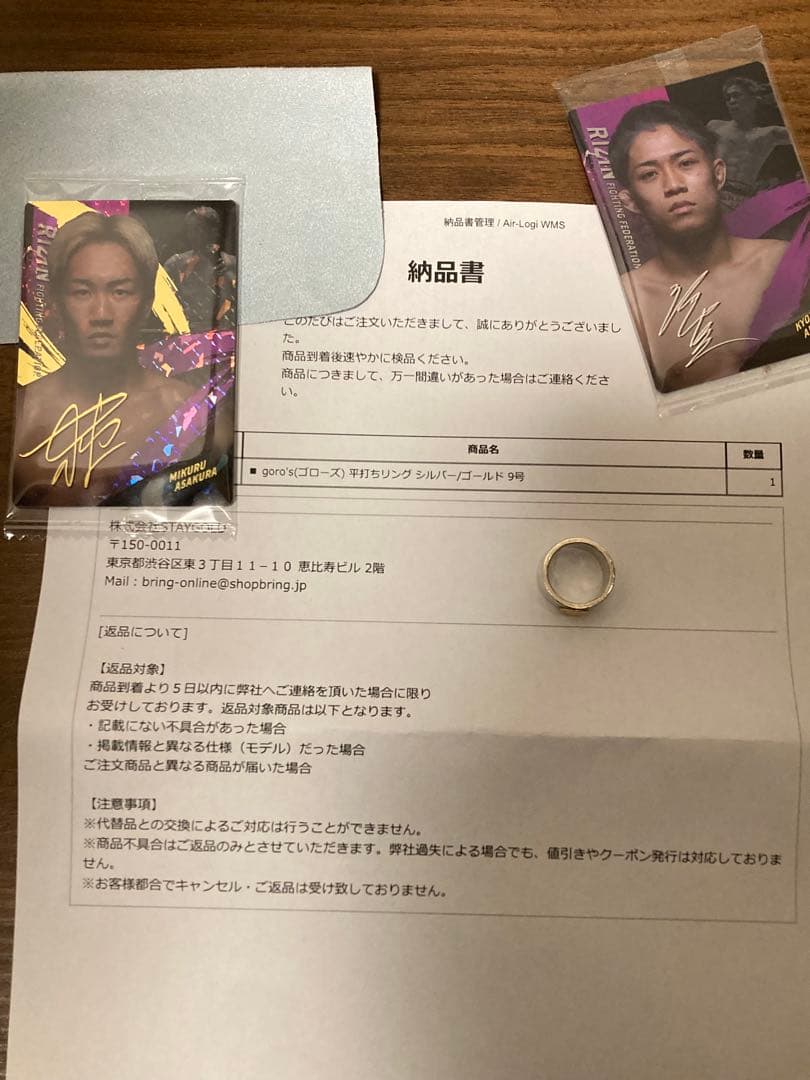 納品書管理 / Air-Logi WMS
納品書
このたびはご注文いただきまして、誠にありがとうございまし
た。
商品到着後速やかに検品ください。
商品につきまして、万一間違いがあった場合はご連絡くださ
い。
商品名 数量
■ goro's(ゴローズ) 平打ちリング シルバー/ゴールド 9号 1
株式会社STAYGOLD
〒150-0011
東京都渋谷区東3丁目11－10 恵比寿ビル 2階
Mail : bring-online@shopbring.jp
[返品について]
【返品対象】
商品到着より5日以内に弊社へご連絡を頂いた場合に限り
お受けしております。返品対象商品は以下となります。
・記載にない不具合があった場合
・掲載情報と異なる仕様（モデル）だった場合
ご注文商品と異なる商品が届いた場合
【注意事項】
※代替品との交換によるご対応は行うことができません。
※商品不具合はご返品のみとさせていただきます。弊社過失による場合でも、値引きやクーポン発行は対応しておりま
せん。
※お客様都合でキャンセル・ご返品は受け致しておりません。
RIZIN FIGHTING FEDERATION
MIKURU
ASAKURA
RIZIN FIGHTING FEDERATION